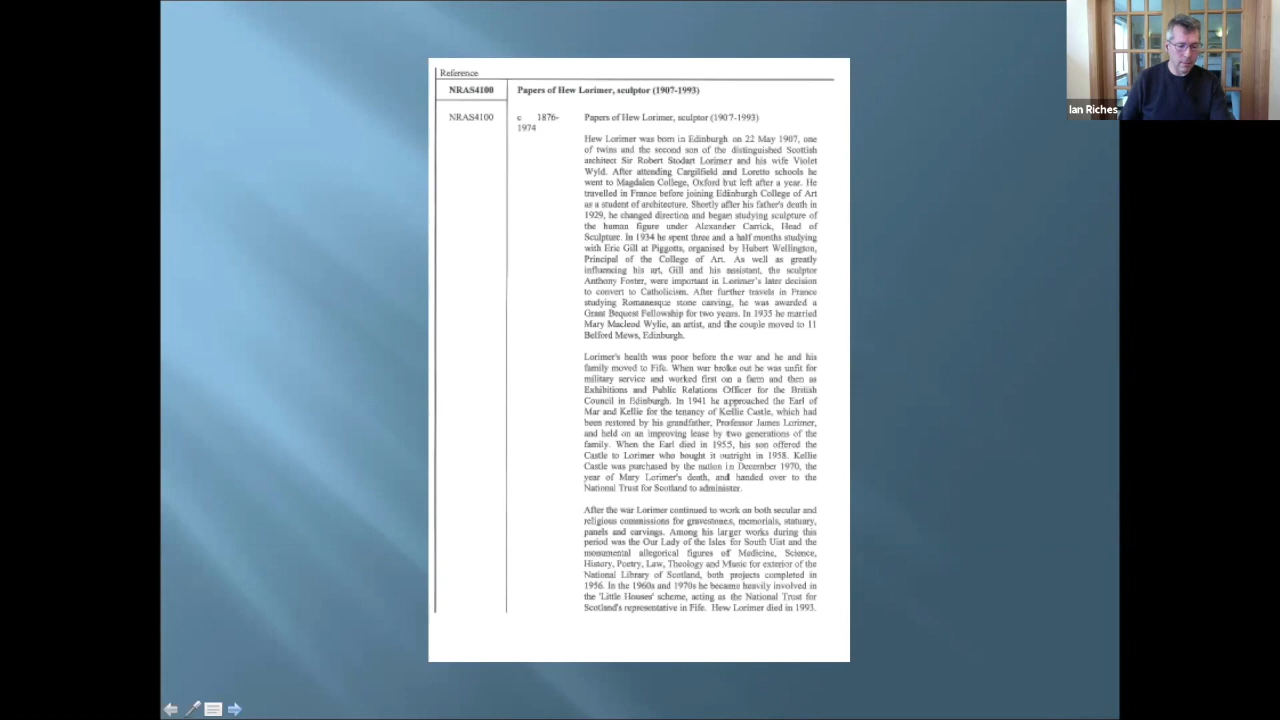 Reference
NRAS4100 Papers of Hew Lorimer, sculptor (1907-1993)
NRAS4100 c 1876- Papers of Hew Lorimer, sculptor (1907-1993)
1974
Hew Lorimer was born in Edinburgh on 22 May 1907, one
of twins and the second son of the distinguished Scottish
architect Sir Robert Stodart Lorimer and his wife Violet
Wyld. After attending Cargilfield and Loretto schools he
went to Magdalen College, Oxford but left after a year. He
travelled in France before joining Edinburgh College of Art
as a student of architecture. Shortly after his father's death in
1929, he changed direction and began studying sculpture of
the human figure under Alexander Carrick, Head of
Sculpture. In 1934 he spent three and a half months studying
with Eric Gill at Piggotts, organised by Hubert Wellington,
Principal of the College of Art. As well as greatly
influencing his art, Gill and his assistant, the sculptor
Anthony Foster, were important in Lorimer's later decision
to convert to Catholicism. After further travels in France
studying Romanesque stone carving, he was awarded a
Grant Bequest Fellowship for two years. In 1935 he married
Mary Macleod Wylie, an artist, and the couple moved to 11
Belford Mews, Edinburgh.
Lorimer's health was poor before the war and he and his
family moved to Fife. When war broke out he was unfit for
military service and worked first on a farm and then as
Exhibitions and Public Relations Officer for the British
Council in Edinburgh. In 1941 he approached the Earl of
Mar and Kellie for the tenancy of Kellie Castle, which had
been restored by his grandfather, Professor James Lorimer,
and held on an improving lease by two generations of the
family. When the Earl died in 1955, his son offered the
Castle to Lorimer who bought it outright in 1958. Kellie
Castle was purchased by the nation in December 1970, the
year of Mary Lorimer's death, and handed over to the
National Trust for Scotland to administer.
After the war Lorimer continued to work on both secular and
religious commissions for gravestones, memorials, statuary,
panels and carvings. Among his larger works during this
period was the Our Lady of the Isles for South Uist and the
monumental allegorical figures of Medicine, Science,
History, Poetry, Law, Theology and Music for exterior of the
National Library of Scotland, both projects completed in
1956. In the 1960s and 1970s he became heavily involved in
the 'Little Houses' scheme, acting as the National Trust for
Scotland's representative in Fife. Hew Lorimer died in 1993.
Ian Riches